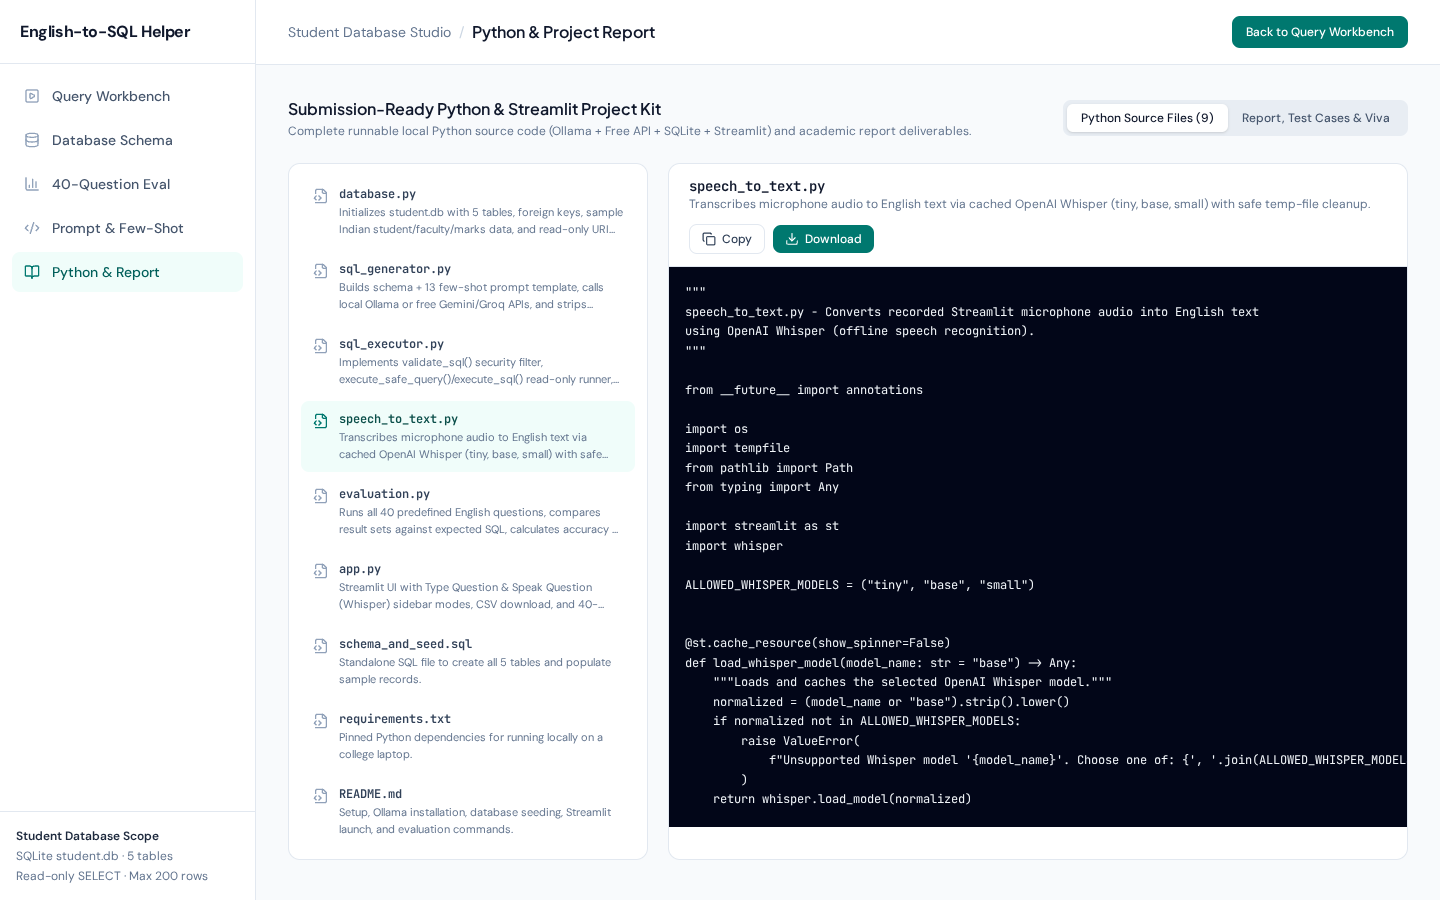 English-to-SQL Helper
Student Database Studio / Python & Project Report
Back to Query Workbench
Query Workbench
Database Schema
40-Question Eval
Prompt & Few-Shot
Python & Report
Student Database Scope
SQLite student.db · 5 tables
Read-only SELECT · Max 200 rows
Submission-Ready Python & Streamlit Project Kit
Complete runnable local Python source code (Ollama + Free API + SQLite + Streamlit) and academic report deliverables.
Python Source Files (9)
Report, Test Cases & Viva
database.py
Initializes student.db with 5 tables, foreign keys, sample
Indian student/faculty/marks data, and read-only URI...
sql_generator.py
Builds schema + 13 few-shot prompt template, calls
local Ollama or free Gemini/Groq APIs, and strips...
sql_executor.py
Implements validate_sql() security filter,
execute_safe_query()/execute_sql() read-only runner,...
speech_to_text.py
Transcribes microphone audio to English text via
cached OpenAI Whisper (tiny, base, small) with safe...
evaluation.py
Runs all 40 predefined English questions, compares
result sets against expected SQL, calculates accuracy ...
app.py
Streamlit UI with Type Question & Speak Question
(Whisper) sidebar modes, CSV download, and 40-...
schema_and_seed.sql
Standalone SQL file to create all 5 tables and populate
sample records.
requirements.txt
Pinned Python dependencies for running locally on a
college laptop.
README.md
Setup, Ollama installation, database seeding, Streamlit
launch, and evaluation commands.
speech_to_text.py
Transcribes microphone audio to English text via cached OpenAI Whisper (tiny, base, small) with safe temp-file cleanup.
Copy
Download
"""
speech_to_text.py - Converts recorded Streamlit microphone audio into English text
using OpenAI Whisper (offline speech recognition).
"""
from __future__ import annotations
import os
import tempfile
from pathlib import Path
from typing import Any
import streamlit as st
import whisper
ALLOWED_WHISPER_MODELS = ("tiny", "base", "small")
@st.cache_resource(show_spinner=False)
def load_whisper_model(model_name: str = "base") -> Any:
    """Loads and caches the selected OpenAI Whisper model."""
    normalized = (model_name or "base").strip().lower()
    if normalized not in ALLOWED_WHISPER_MODELS:
        raise ValueError(
            f"Unsupported Whisper model '{model_name}'. Choose one of: {', '.join(ALLOWED_WHISPER_MODEL
        )
    return whisper.load_model(normalized)